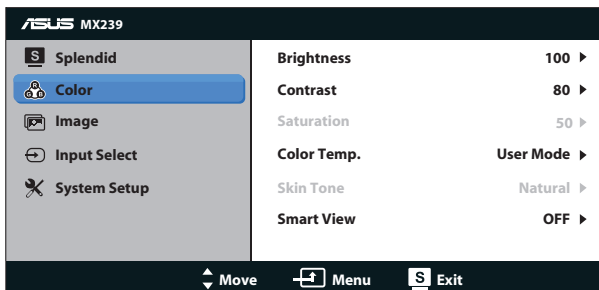 ASUS MX239
S Splendid
Color
Image
Input Select
System Setup
Brightness 100
Contrast 80
Saturation 50
Color Temp. User Mode
Skin Tone Natural
Smart View OFF
Move Menu S Exit